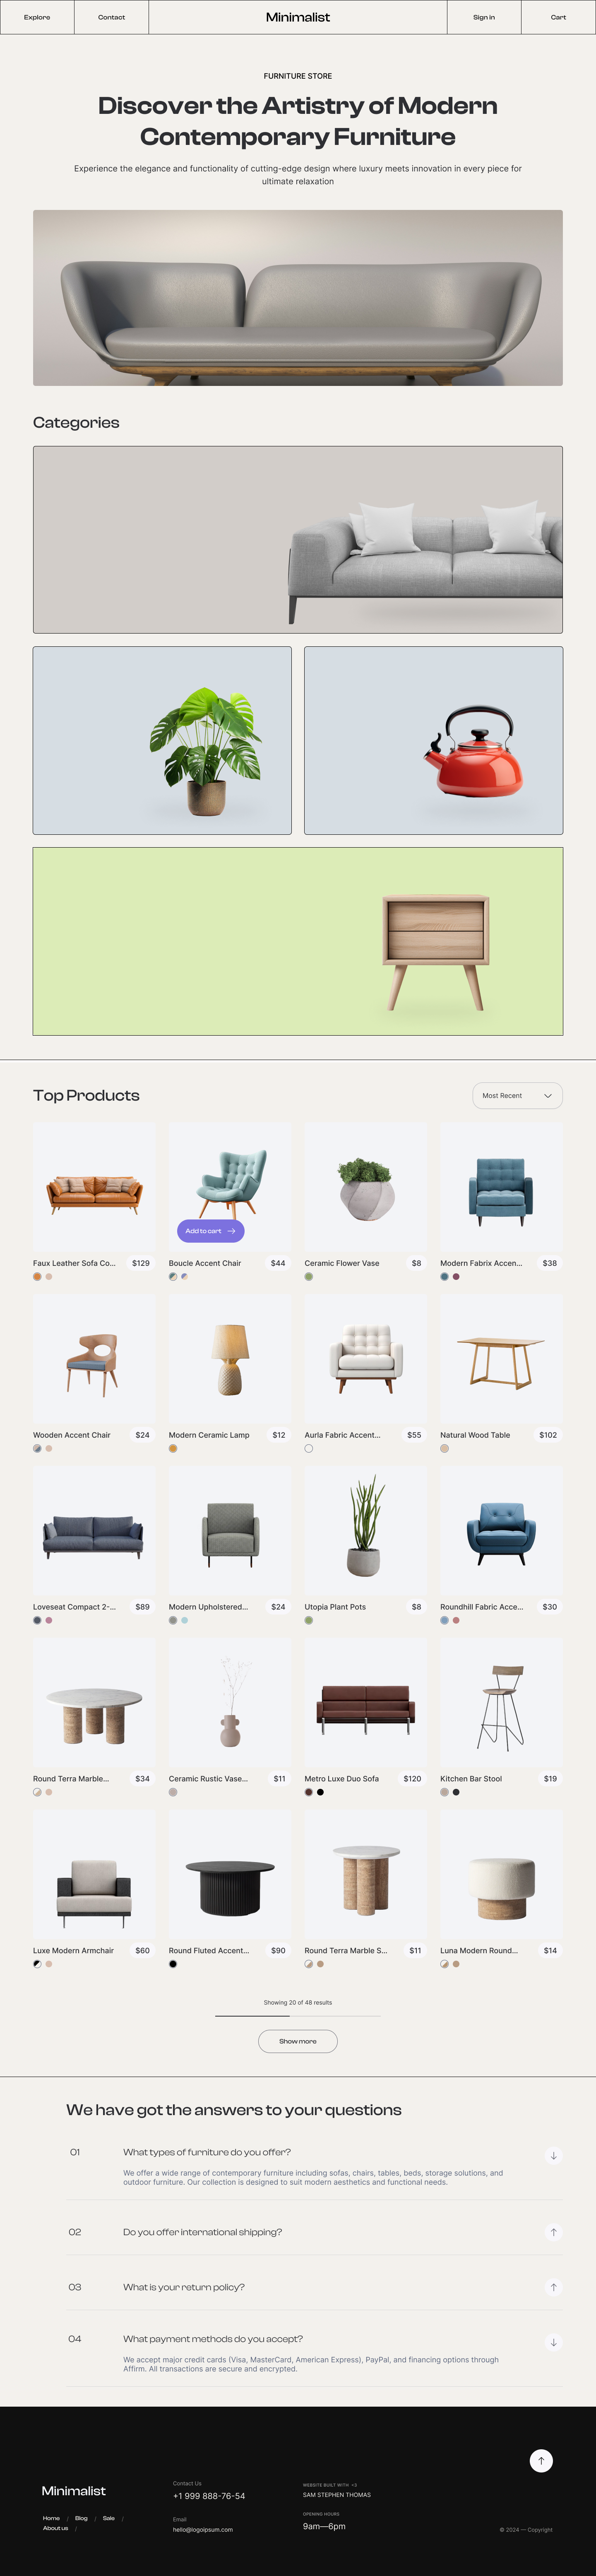 Explore
Contact
Minimalist
Sign in
Cart
FURNITURE STORE
Discover the Artistry of Modern
Contemporary Furniture
Experience the elegance and functionality of cutting-edge design where luxury meets innovation in every piece for
ultimate relaxation
Categories
Top Products
Most Recent
Add to cart
Faux Leather Sofa Co... $129
Boucle Accent Chair $44
Ceramic Flower Vase $8
Modern Fabrix Accen... $38
Wooden Accent Chair $24
Modern Ceramic Lamp $12
Aurla Fabric Accent... $55
Natural Wood Table $102
Loveseat Compact 2-... $89
Modern Upholstered... $24
Utopia Plant Pots $8
Roundhill Fabric Acce... $30
Round Terra Marble... $34
Ceramic Rustic Vase... $11
Metro Luxe Duo Sofa $120
Kitchen Bar Stool $19
Luxe Modern Armchair $60
Round Fluted Accent... $90
Round Terra Marble S... $11
Luna Modern Round... $14
Showing 20 of 48 results
Show more
We have got the answers to your questions
01 What types of furniture do you offer?
We offer a wide range of contemporary furniture including sofas, chairs, tables, beds, storage solutions, and
outdoor furniture. Our collection is designed to suit modern aesthetics and functional needs.
02 Do you offer international shipping?
03 What is your return policy?
04 What payment methods do you accept?
We accept major credit cards (Visa, MasterCard, American Express), PayPal, and financing options through
Affirm. All transactions are secure and encrypted.
Minimalist
Home / Blog / Sale /
About us /
Contact Us
+1 999 888-76-54
Email
hello@logoipsum.com
WEBSITE BUILT WITH <3
SAM STEPHEN THOMAS
OPENING HOURS
9am—6pm
© 2024 — Copyright